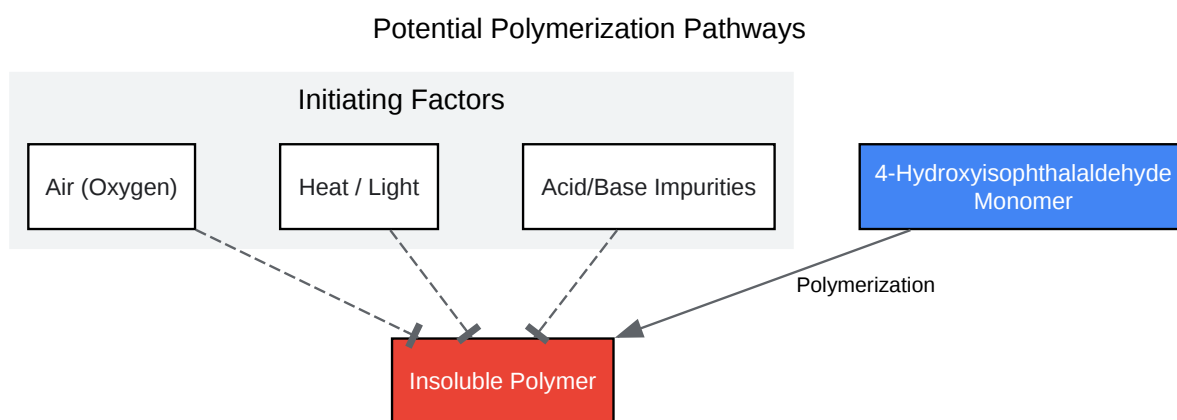 Potential Polymerization Pathways
Initiating Factors
Air (Oxygen)
Heat / Light
Acid/Base Impurities
4-Hydroxyisophthalaldehyde
Monomer
Polymerization
Insoluble Polymer